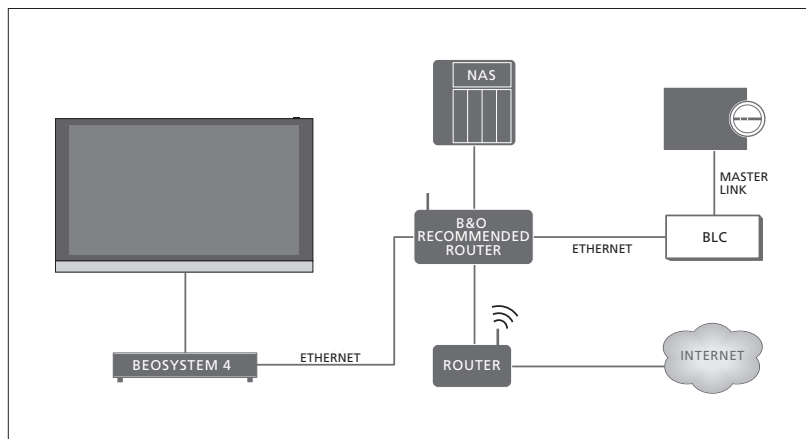 NAS
MASTER
LINK
B&O
RECOMMENDED
ROUTER
ETHERNET
BLC
ETHERNET
BEOSYSTEM 4
ROUTER
INTERNET